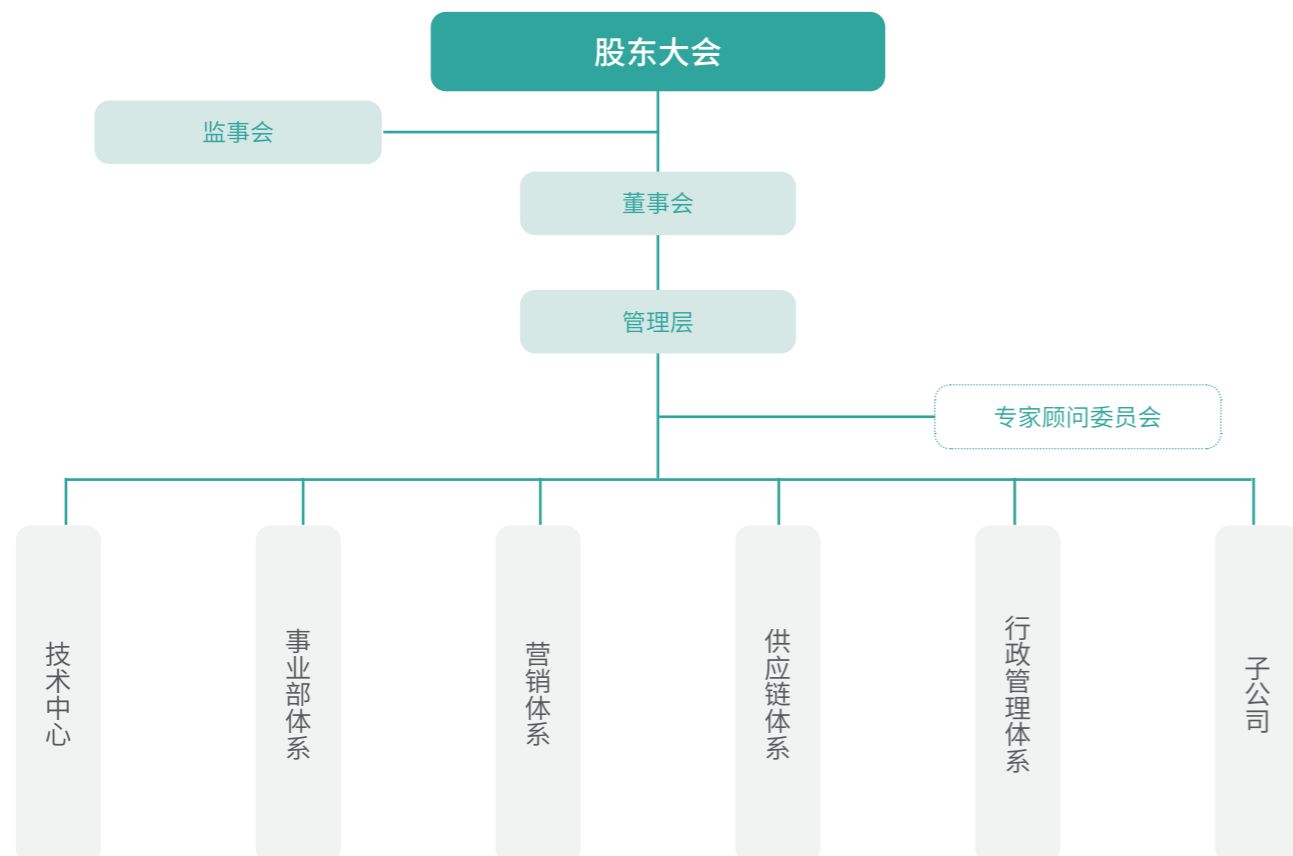 股东大会
监事会
董事会
管理层
专家顾问委员会
技术中心
事业部体系
营销体系
供应链体系
行政管理体系
子公司